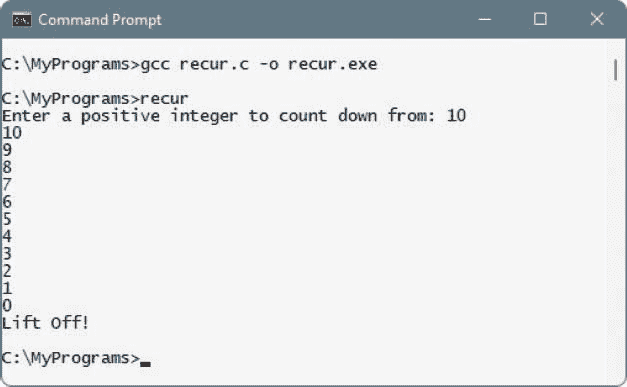 Command Prompt
C:\MyPrograms>gcc recur.c -o recur.exe
C:\MyPrograms>recur
Enter a positive integer to count down from: 10
10
9
8
7
6
5
4
3
2
1
0
Lift Off!
C:\MyPrograms>_